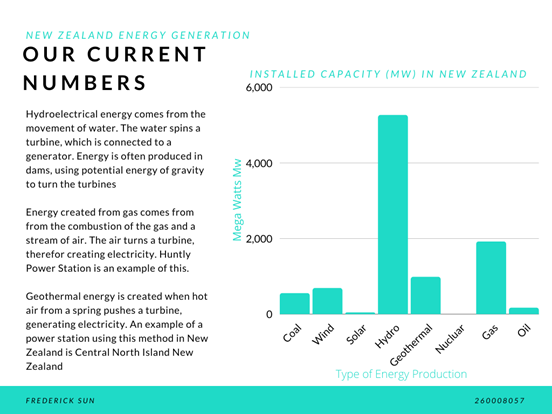 NEW ZEALAND ENERGY GENERATION
OUR CURRENT
NUMBERS
Hydroelectrical energy comes from the
movement of water. The water spins a
turbine, which is connected to a
generator. Energy is often produced in
dams, using potential energy of gravity
to turn the turbines
Energy created from gas comes from
from the combustion of the gas and a
stream of air. The air turns a turbine,
therefor creating electricity. Huntly
Power Station is an example of this.
Geothermal energy is created when hot
air from a spring pushes a turbine,
generating electricity. An example of a
power station using this method in New
Zealand is Central North Island New
Zealand
INSTALLED CAPACITY (MW) IN NEW ZEALAND
6,000
4,000
2,000
0
Mega Watts Mw
Coal
Wind
Solar
Hydro
Geothermal
Nucluar
Gas
Oil
Type of Energy Production
FREDERICK SUN
260008057